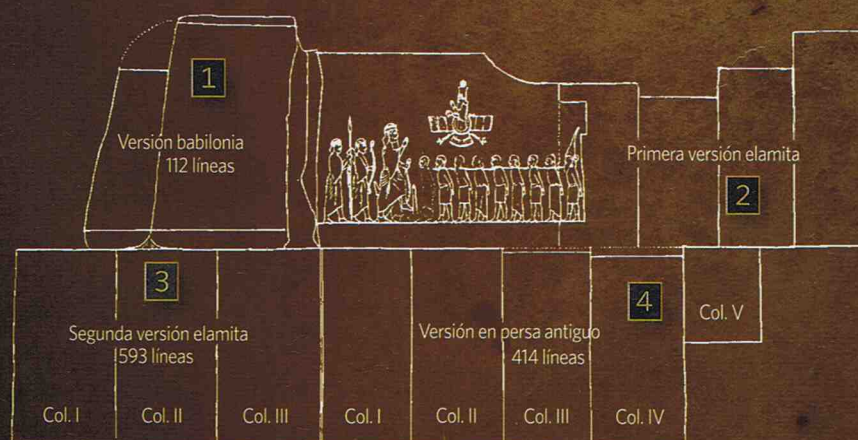 1
Versión babilonia
112 líneas
Primera versión elamita
2
3
Segunda versión elamita
593 líneas
Versión en persa antiguo
414 líneas
4
Col. V
Col. I
Col. II
Col. III
Col. I
Col. II
Col. III
Col. IV